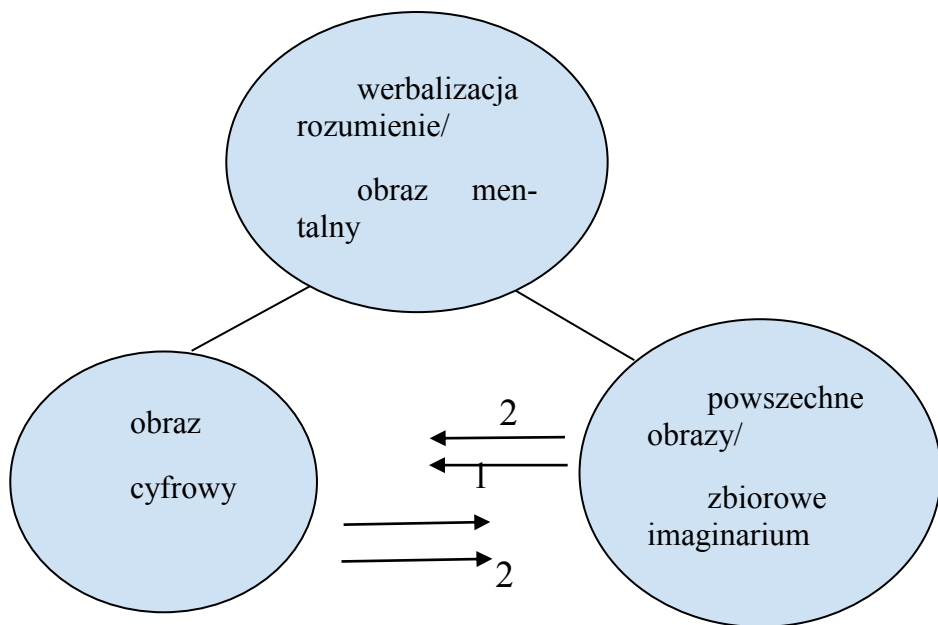 werbalizacja
rozumienie/
obraz men-
talny
obraz
cyfrowy
2
1
2
powszechne
obrazy/
zbiorowe
imaginarium